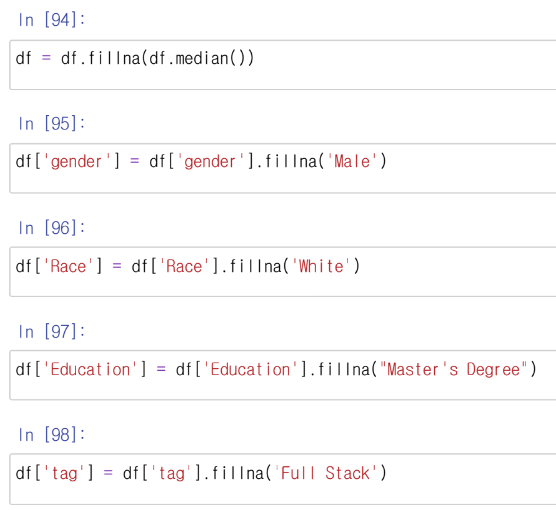 In [94]:
df = df.fillna(df.median())
In [95]:
df['gender'] = df['gender'].fillna('Male')
In [96]:
df['Race'] = df['Race'].fillna('White')
In [97]:
df['Education'] = df['Education'].fillna("Master's Degree")
In [98]:
df['tag'] = df['tag'].fillna('Full Stack')